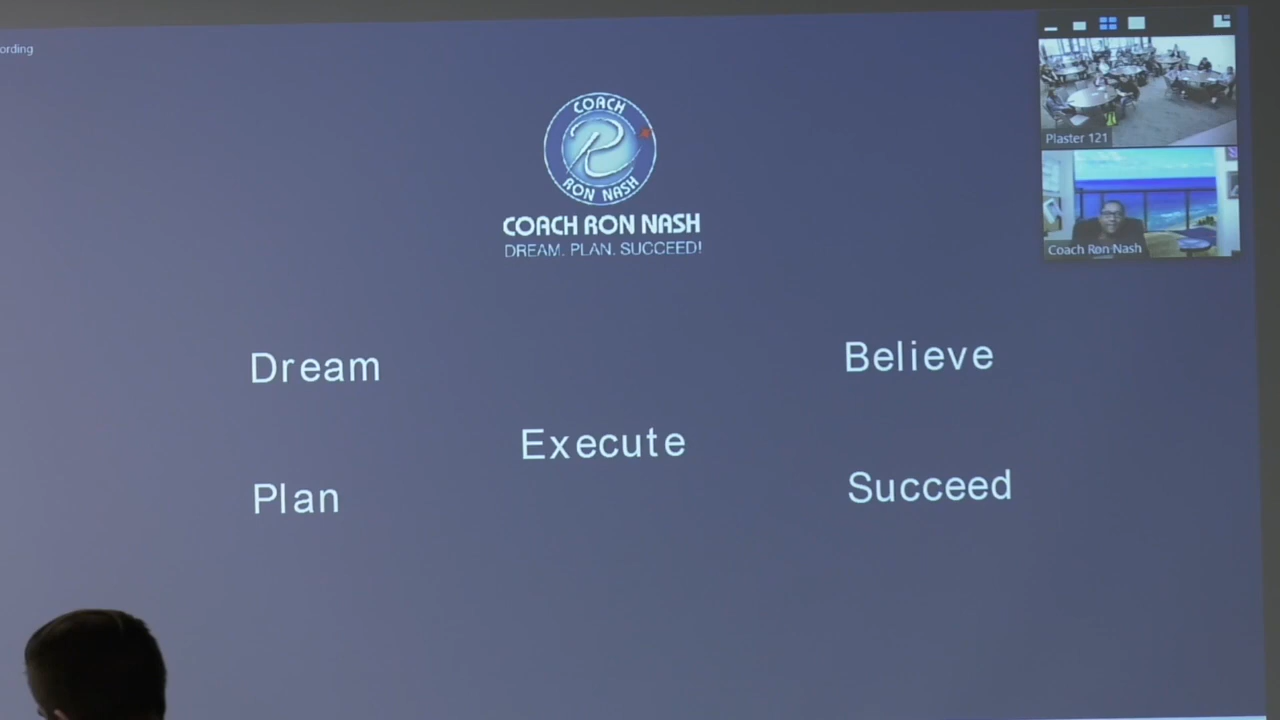 ording
COACH
RON NASH
COACH RON NASH
DREAM. PLAN. SUCCEED!
Plaster 121
Coach Ron Nash
Dream
Believe
Execute
Plan
Succeed